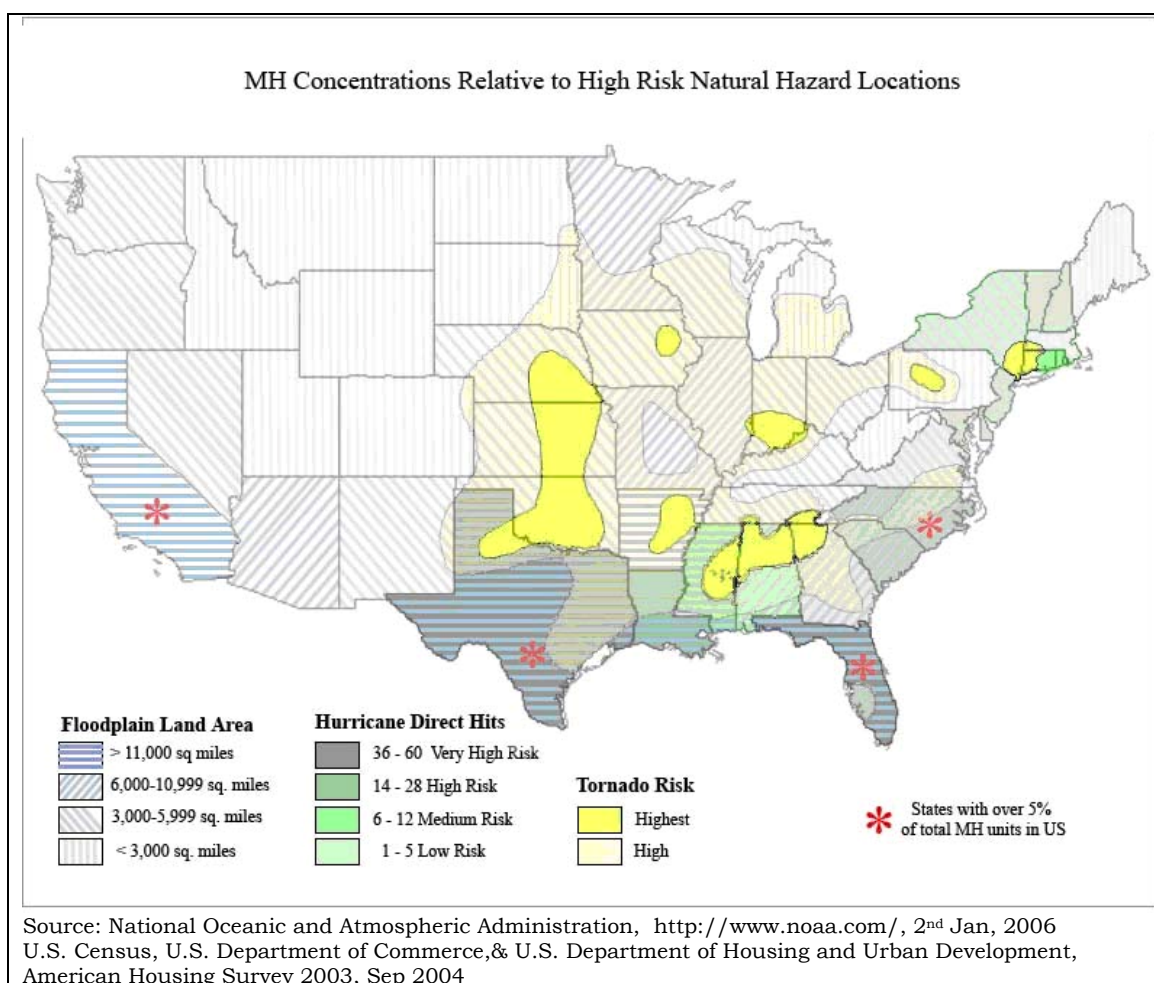 MH Concentrations Relative to High Risk Natural Hazard Locations
Floodplain Land Area
> 11,000 sq miles
6,000-10,999 sq. miles
3,000-5,999 sq. miles
< 3,000 sq. miles
Hurricane Direct Hits
36 - 60 Very High Risk
14 - 28 High Risk
6 - 12 Medium Risk
1 - 5 Low Risk
Tornado Risk
Highest
High
States with over 5%
of total MH units in US
Source: National Oceanic and Atmospheric Administration, http://www.noaa.com/, 2nd Jan, 2006
U.S. Census, U.S. Department of Commerce,& U.S. Department of Housing and Urban Development,
American Housing Survey 2003, Sep 2004